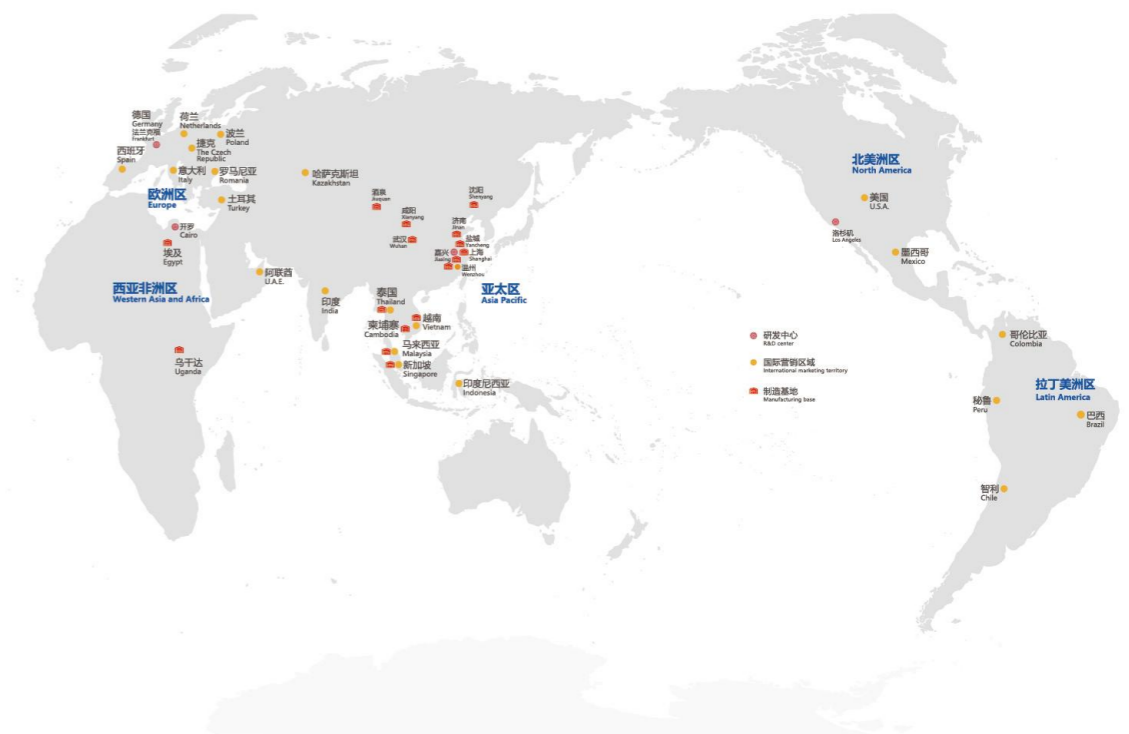 德国
Germany
法兰克福
Frankfurt
荷兰
Netherlands
波兰
Poland
捷克
The Czech
Republic
西班牙
Spain
意大利
Italy
罗马尼亚
Romania
欧洲区
Europe
土耳其
Turkey
哈萨克斯坦
Kazakhstan
开罗
Cairo
埃及
Egypt
阿联酋
U.A.E.
西亚非洲区
Western Asia and Africa
乌干达
Uganda
酒泉
Jiuquan
沈阳
Shenyang
咸阳
Xianyang
济南
Jinan
武汉
Wuhan
盐城
Yancheng
嘉兴
Jiaxing
上海
Shanghai
温州
Wenzhou
印度
India
泰国
Thailand
亚太区
Asia Pacific
柬埔寨
Cambodia
越南
Vietnam
马来西亚
Malaysia
新加坡
Singapore
印度尼西亚
Indonesia
北美洲区
North America
美国
U.S.A.
洛杉矶
Los Angeles
墨西哥
Mexico
研发中心
R&D center
国际营销区域
International marketing territory
制造基地
Manufacturing base
哥伦比亚
Colombia
拉丁美洲区
Latin America
秘鲁
Peru
巴西
Brazil
智利
Chile